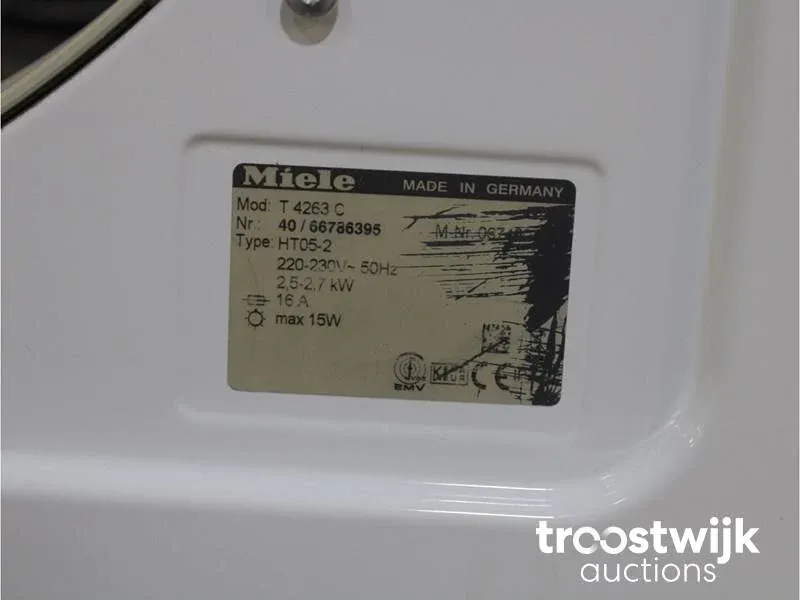 Miele MADE IN GERMANY
Mod: T 4263 C
Nr.: 40 / 66786395 M.-Nr.
Type: HT05-2
220-230V~ 50Hz
2,5-2,7 kW
16 A
max 15W
EMV
CE
troostwijk
auctions